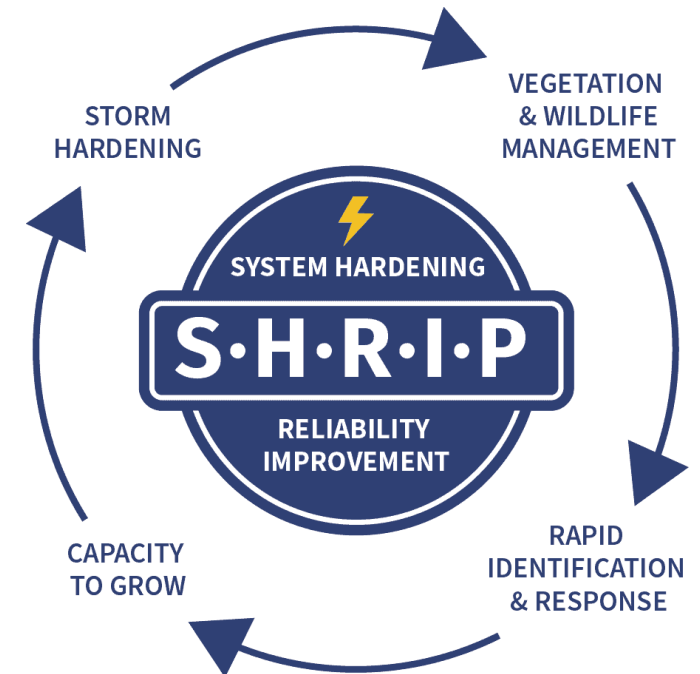 STORM
HARDENING
VEGETATION
& WILDLIFE
MANAGEMENT
SYSTEM HARDENING
S·H·R·I·P
RELIABILITY
IMPROVEMENT
CAPACITY
TO GROW
RAPID
IDENTIFICATION
& RESPONSE